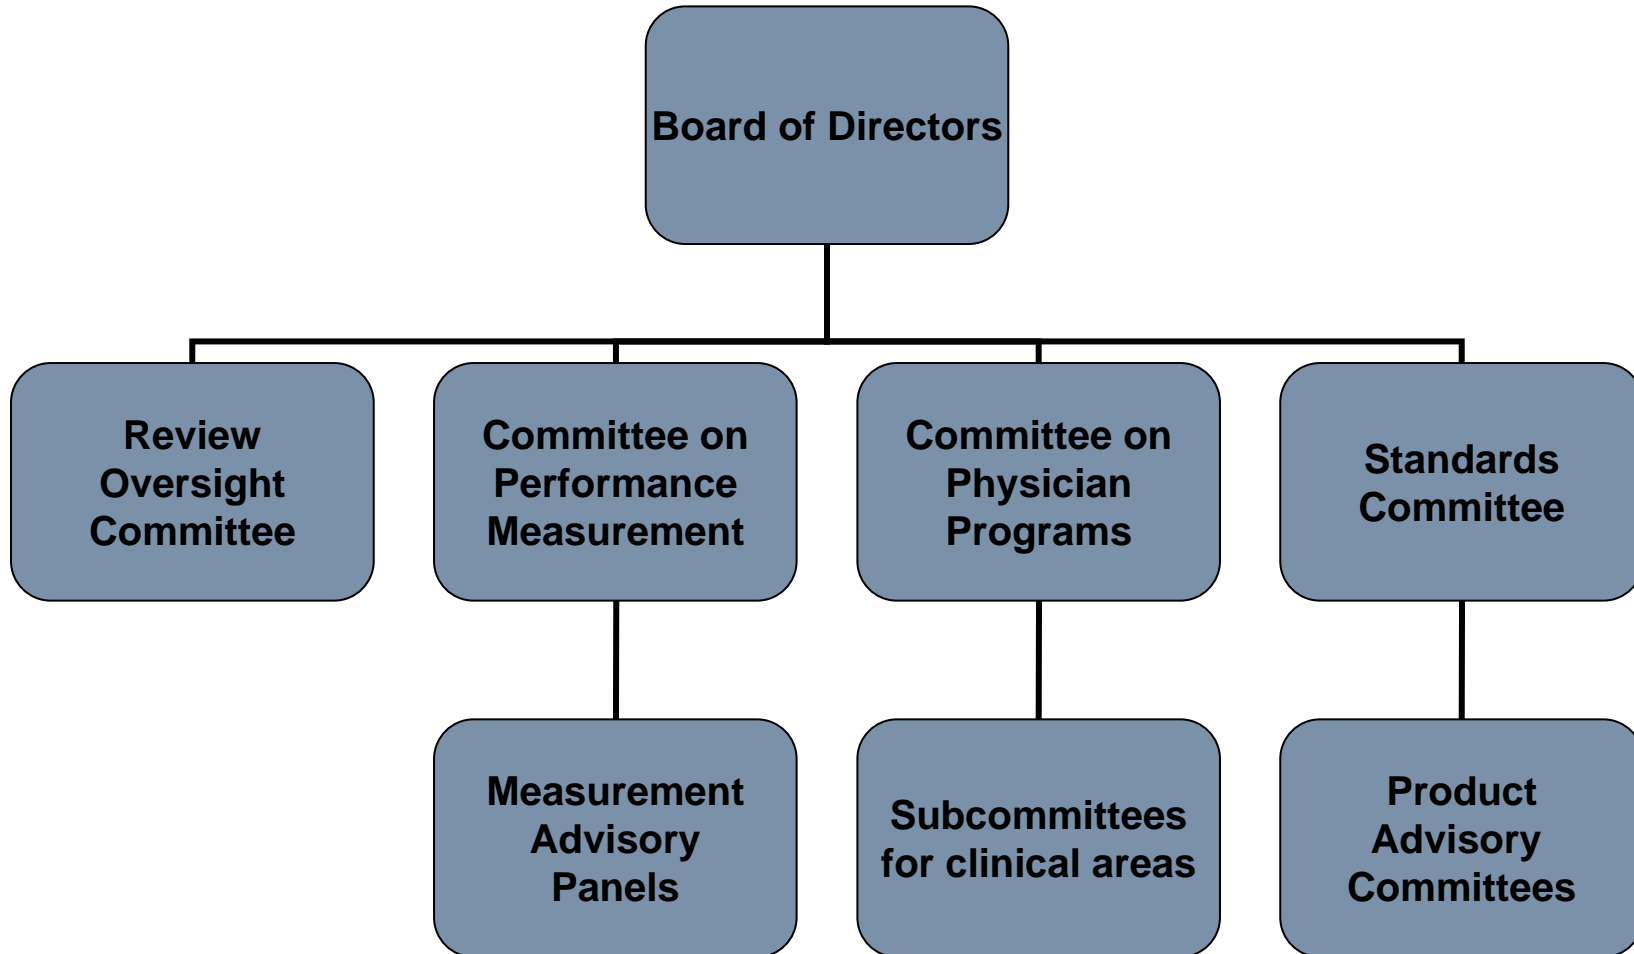 Board of Directors
Review
Oversight
Committee
Committee on
Performance
Measurement
Committee on
Physician
Programs
Standards
Committee
Measurement
Advisory
Panels
Subcommittees
for clinical areas
Product
Advisory
Committees